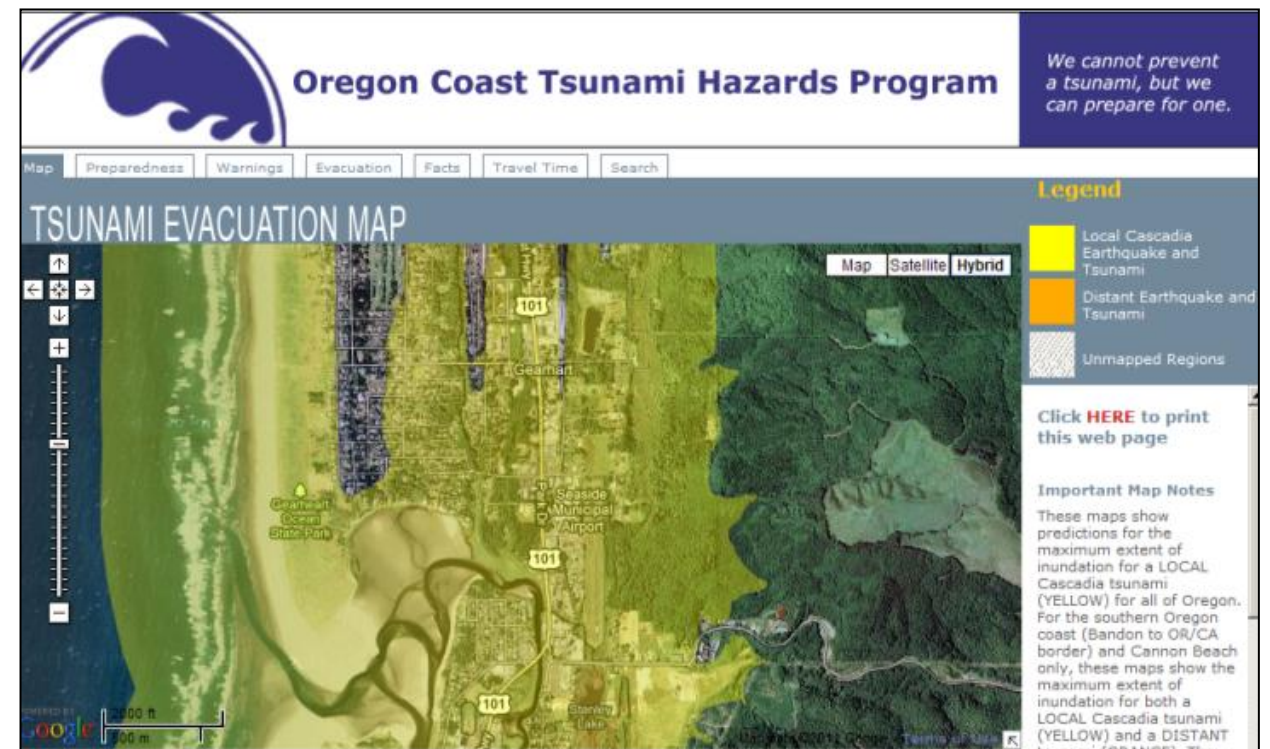 Oregon Coast Tsunami Hazards Program
We cannot prevent
a tsunami, but we
can prepare for one.
Map Preparedness Warnings Evacuation Facts Travel Time Search
TSUNAMI EVACUATION MAP
Map Satellite Hybrid
101
Gearhart
Gearhart
Ocean
State Park
Seaside
Municipal
Airport
101
101
Stanley
Lake
POWERED BY
Google
2000 ft
500 m
Terms of Use
Legend
Local Cascadia
Earthquake and
Tsunami
Distant Earthquake and
Tsunami
Unmapped Regions
Click HERE to print
this web page
Important Map Notes
These maps show
predictions for the
maximum extent of
inundation for a LOCAL
Cascadia tsunami
(YELLOW) for all of Oregon.
For the southern Oregon
coast (Bandon to OR/CA
border) and Cannon Beach
only, these maps show the
maximum extent of
inundation for both a
LOCAL Cascadia tsunami
(YELLOW) and a DISTANT